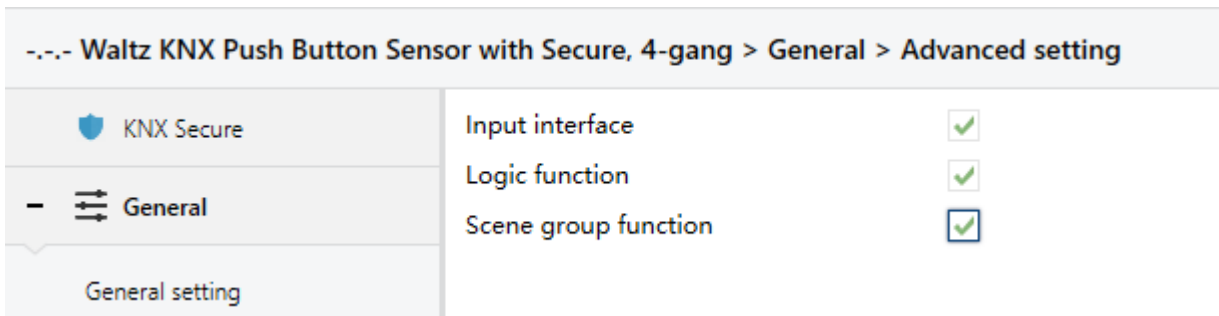 -.-.- Waltz KNX Push Button Sensor with Secure, 4-gang > General > Advanced setting
KNX Secure
General
General setting
Input interface
Logic function
Scene group function